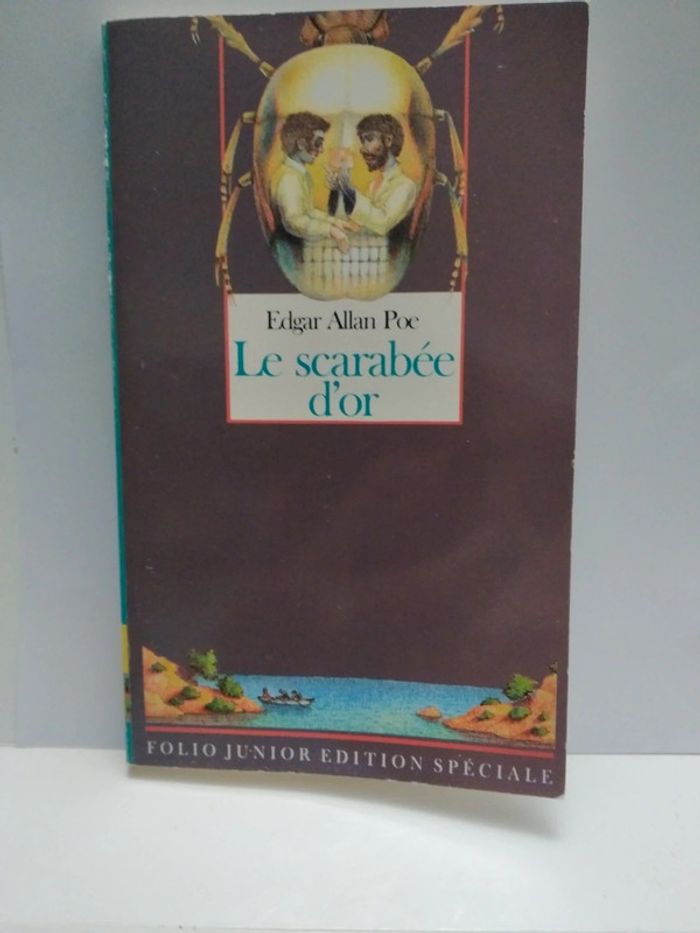 Edgar Allan Poe
Le scarabée
d'or
FOLIO JUNIOR EDITION SPÉCIALE